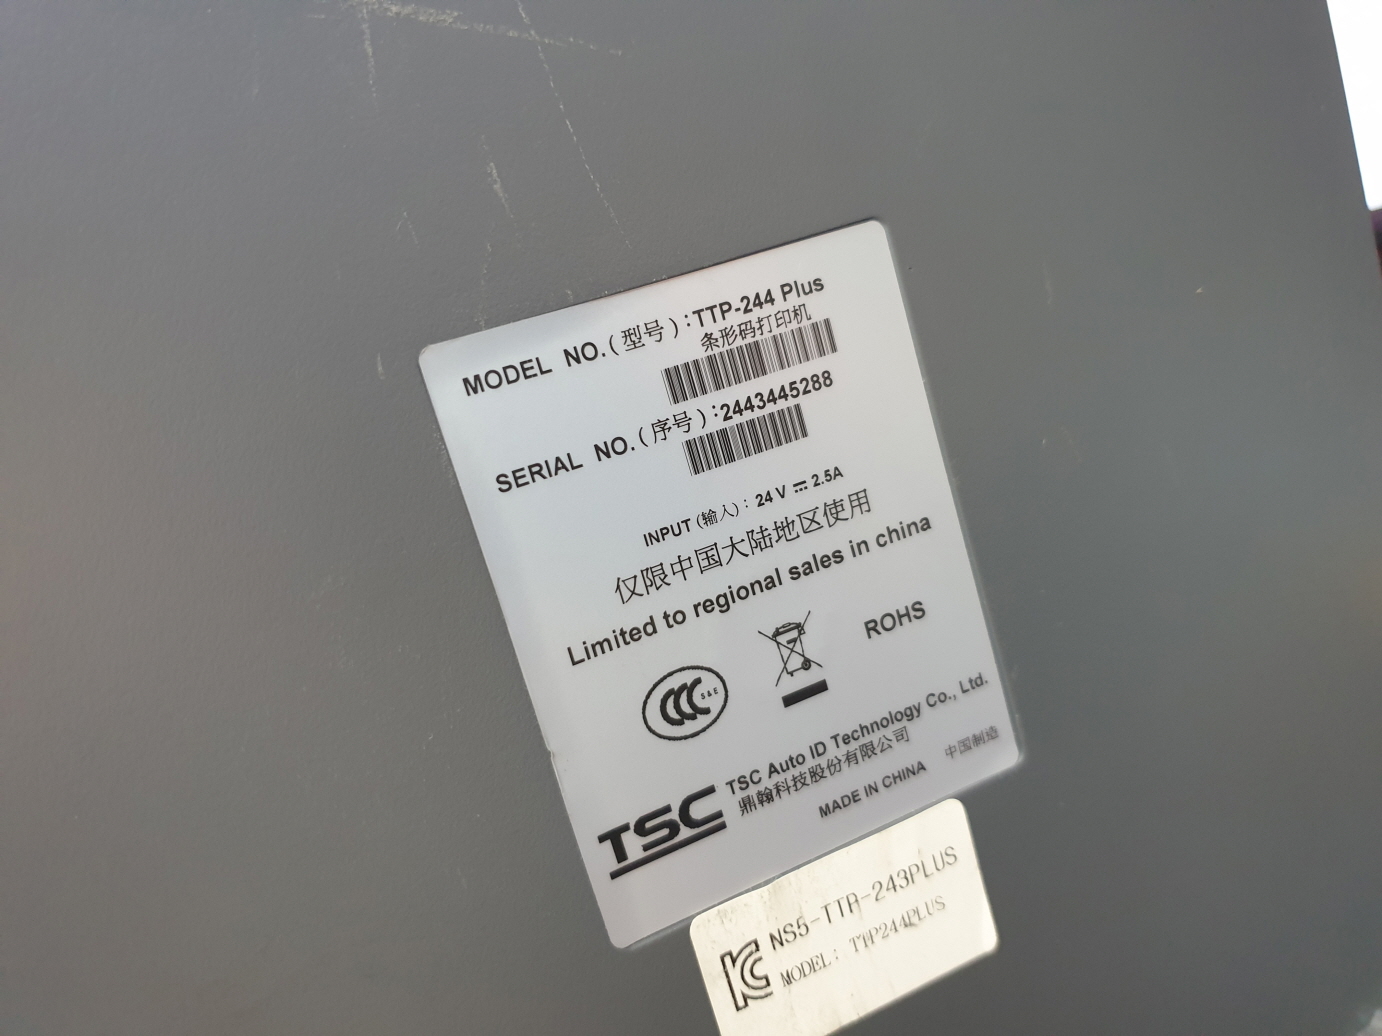 MODEL NO.(型号):TTP-244 Plus
条形码打印机
SERIAL NO.(序号):2443445288
INPUT(输入): 24V ⎓ 2.5A
仅限中国大陆地区使用
Limited to regional sales in china
CCC S&E
ROHS
TSC
TSC Auto ID Technology Co., Ltd.
鼎翰科技股份有限公司
MADE IN CHINA 中国制造
NS5-TTP-243PLUS
MODEL: TTP244PLUS